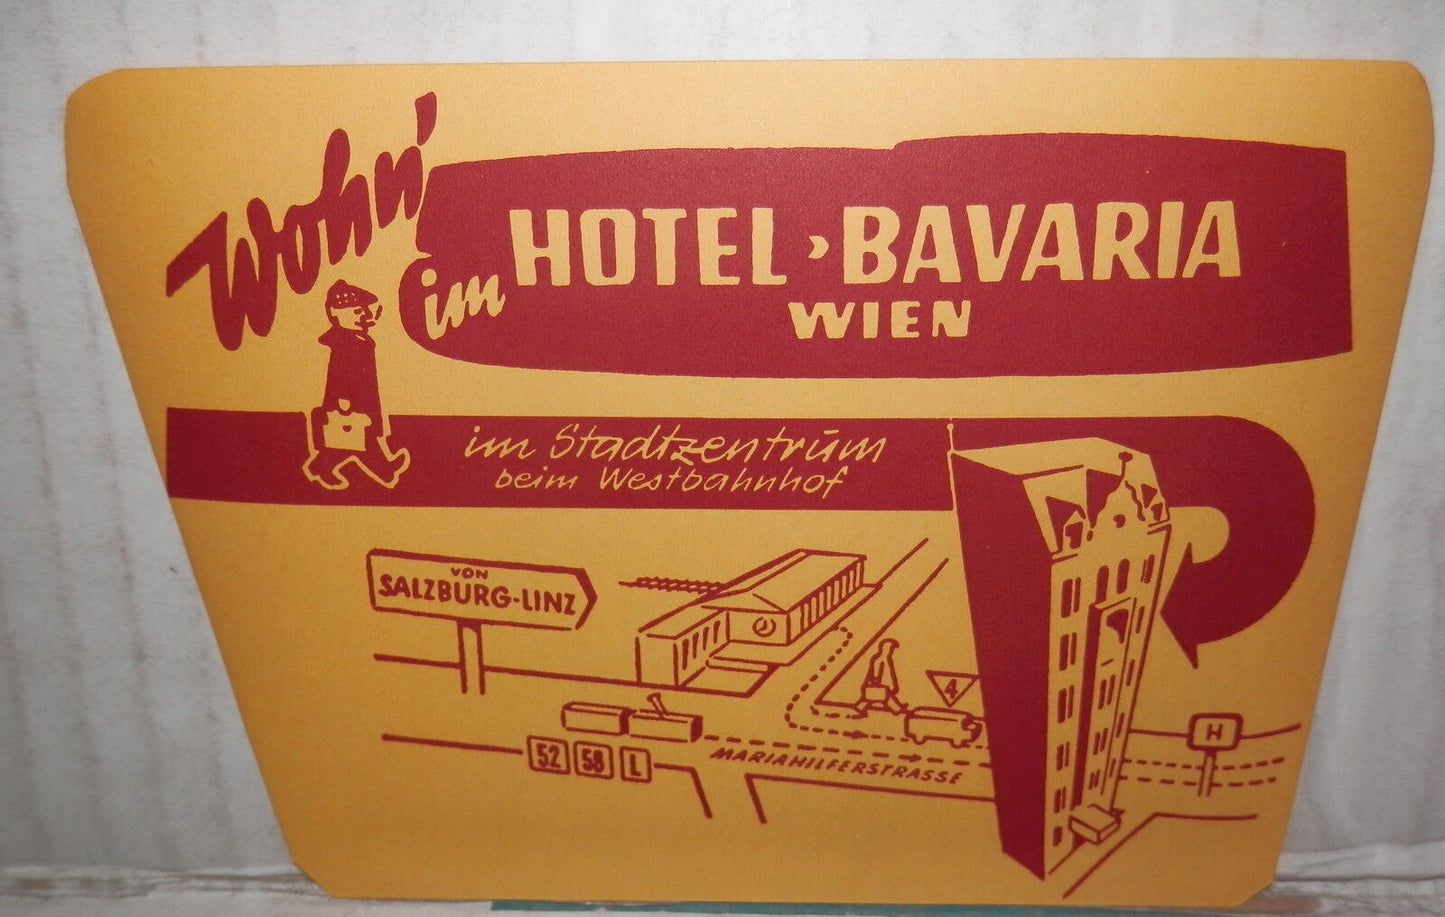 Wohn'
im HOTEL › BAVARIA
WIEN
im Stadtzentrum
beim Westbahnhof
VON
SALZBURG-LINZ
4
H
52 58 L
MARIAHILFERSTRASSE